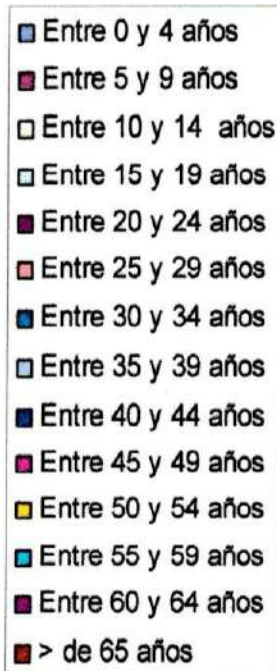 Entre 0 y 4 años
Entre 5 y 9 años
Entre 10 y 14 años
Entre 15 y 19 años
Entre 20 y 24 años
Entre 25 y 29 años
Entre 30 y 34 años
Entre 35 y 39 años
Entre 40 y 44 años
Entre 45 y 49 años
Entre 50 y 54 años
Entre 55 y 59 años
Entre 60 y 64 años
> de 65 años